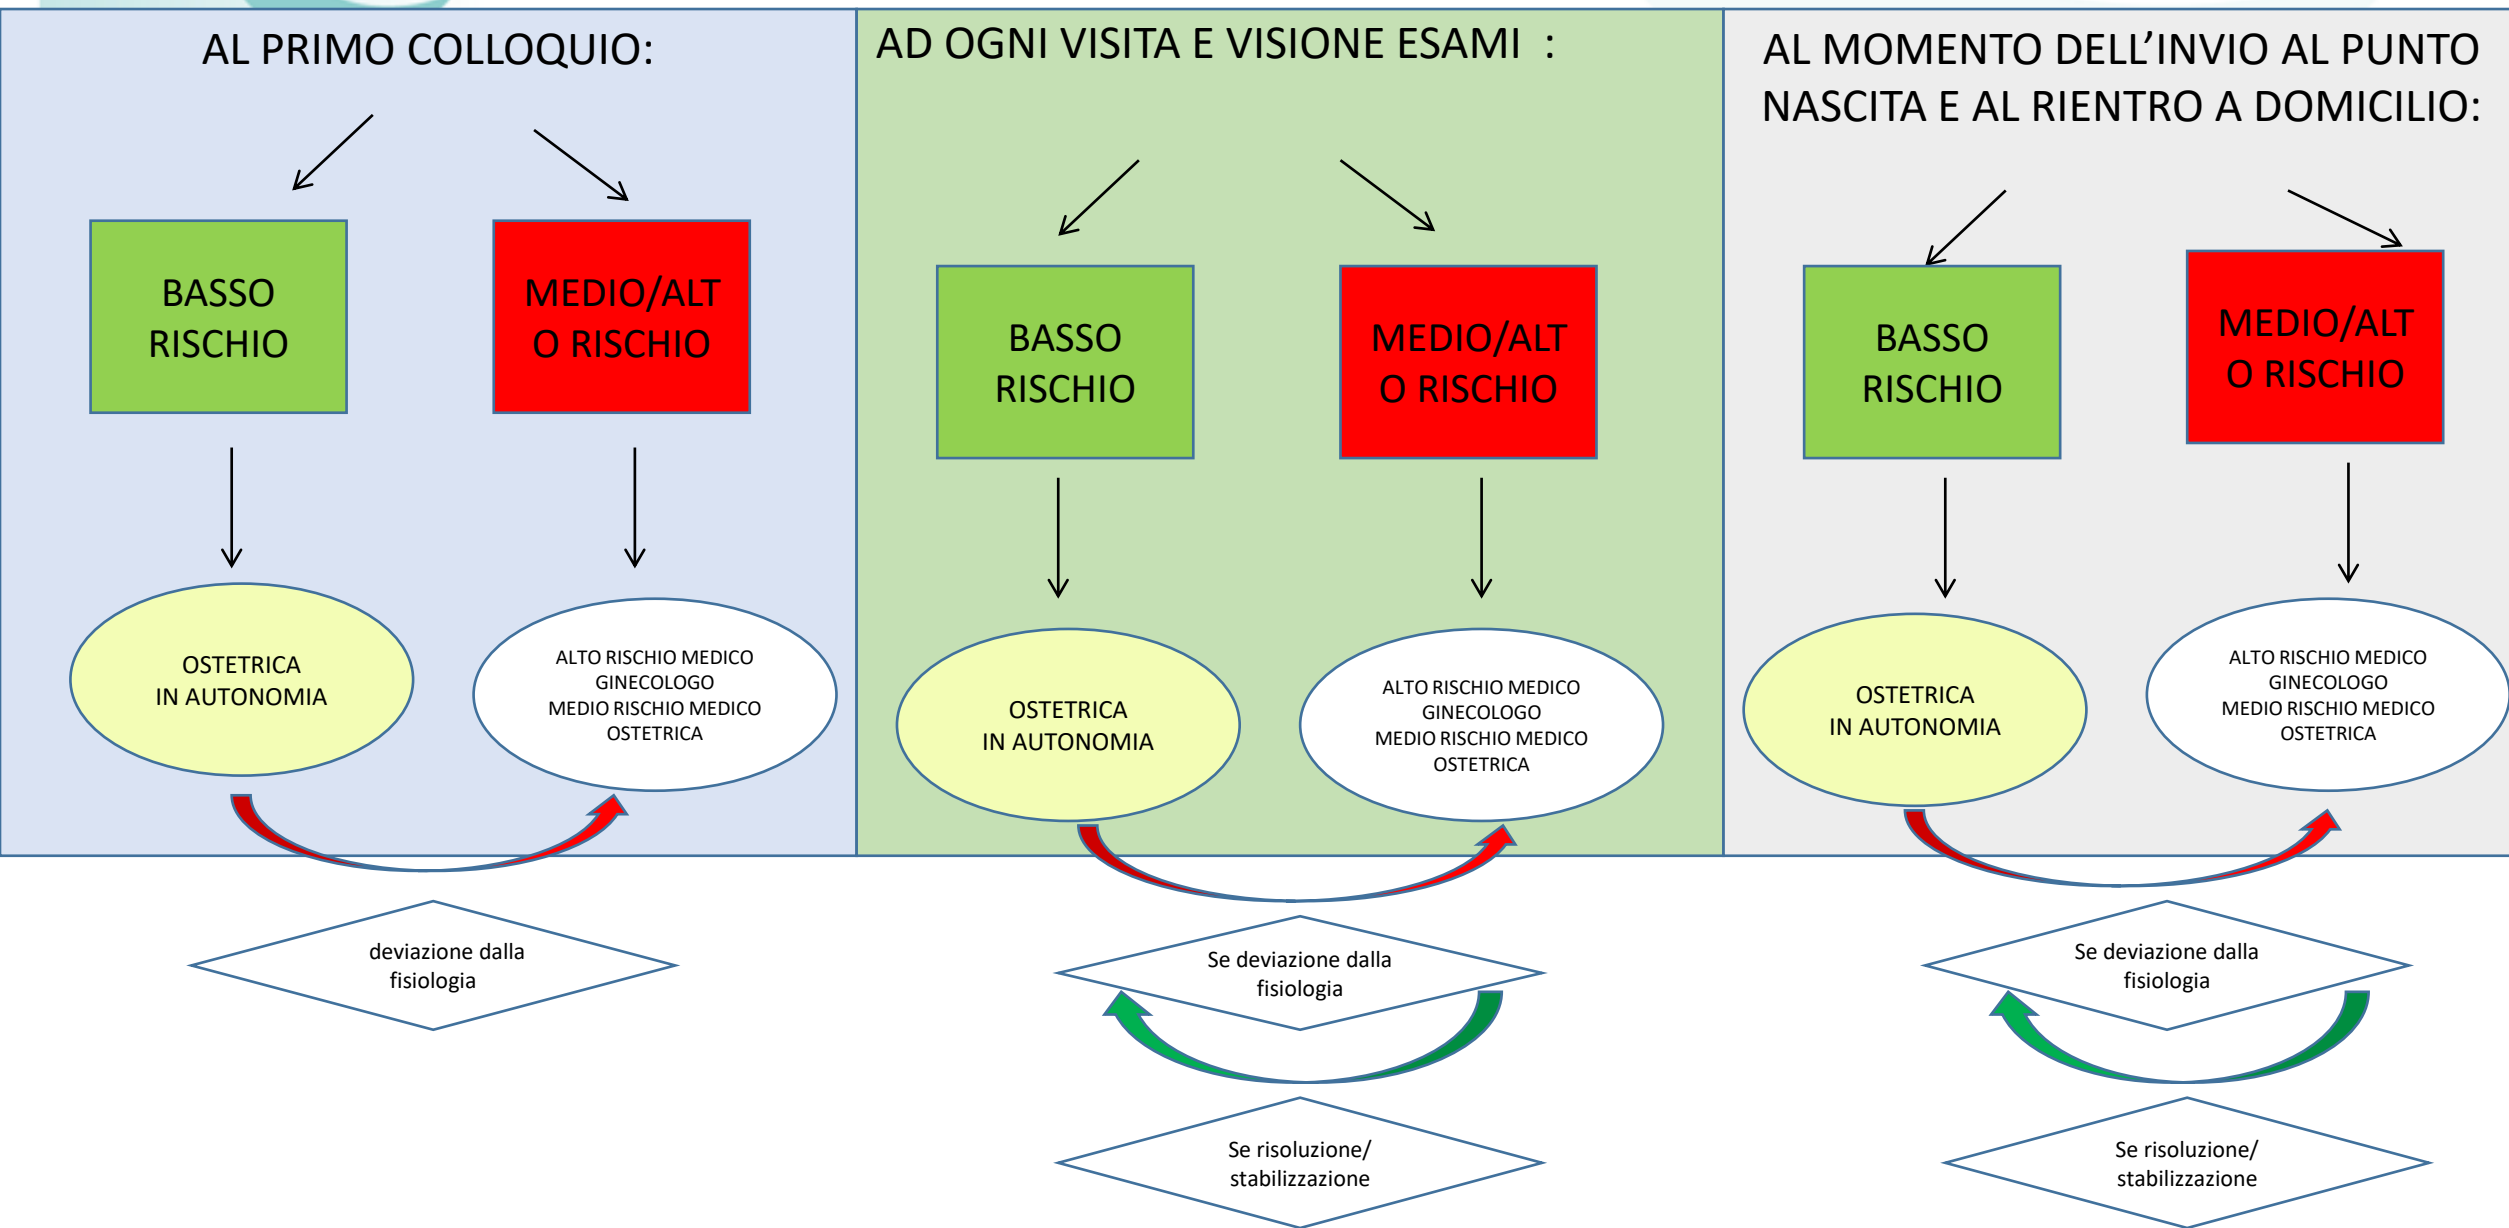 AL PRIMO COLLOQUIO:
BASSO
RISCHIO
MEDIO/ALT
O RISCHIO
OSTETRICA
IN AUTONOMIA
ALTO RISCHIO MEDICO
GINECOLOGO
MEDIO RISCHIO MEDICO
OSTETRICA
deviazione dalla
fisiologia
AD OGNI VISITA E VISIONE ESAMI :
BASSO
RISCHIO
MEDIO/ALT
O RISCHIO
OSTETRICA
IN AUTONOMIA
ALTO RISCHIO MEDICO
GINECOLOGO
MEDIO RISCHIO MEDICO
OSTETRICA
Se deviazione dalla
fisiologia
Se risoluzione/
stabilizzazione
AL MOMENTO DELL’INVIO AL PUNTO
NASCITA E AL RIENTRO A DOMICILIO:
BASSO
RISCHIO
MEDIO/ALT
O RISCHIO
OSTETRICA
IN AUTONOMIA
ALTO RISCHIO MEDICO
GINECOLOGO
MEDIO RISCHIO MEDICO
OSTETRICA
Se deviazione dalla
fisiologia
Se risoluzione/
stabilizzazione